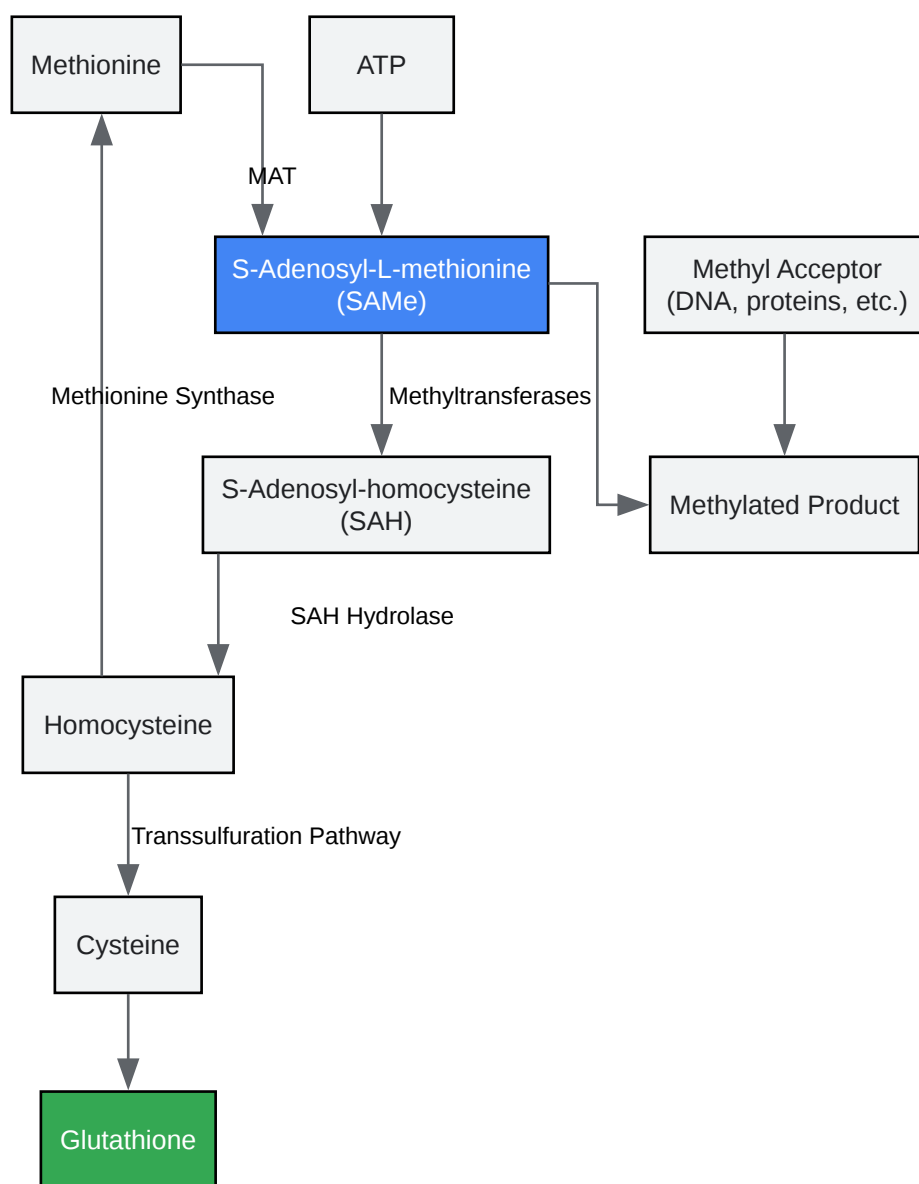 Methionine
ATP
MAT
S-Adenosyl-L-methionine
(SAMe)
Methyl Acceptor
(DNA, proteins, etc.)
Methionine Synthase
Methyltransferases
S-Adenosyl-homocysteine
(SAH)
Methylated Product
SAH Hydrolase
Homocysteine
Transsulfuration Pathway
Cysteine
Glutathione